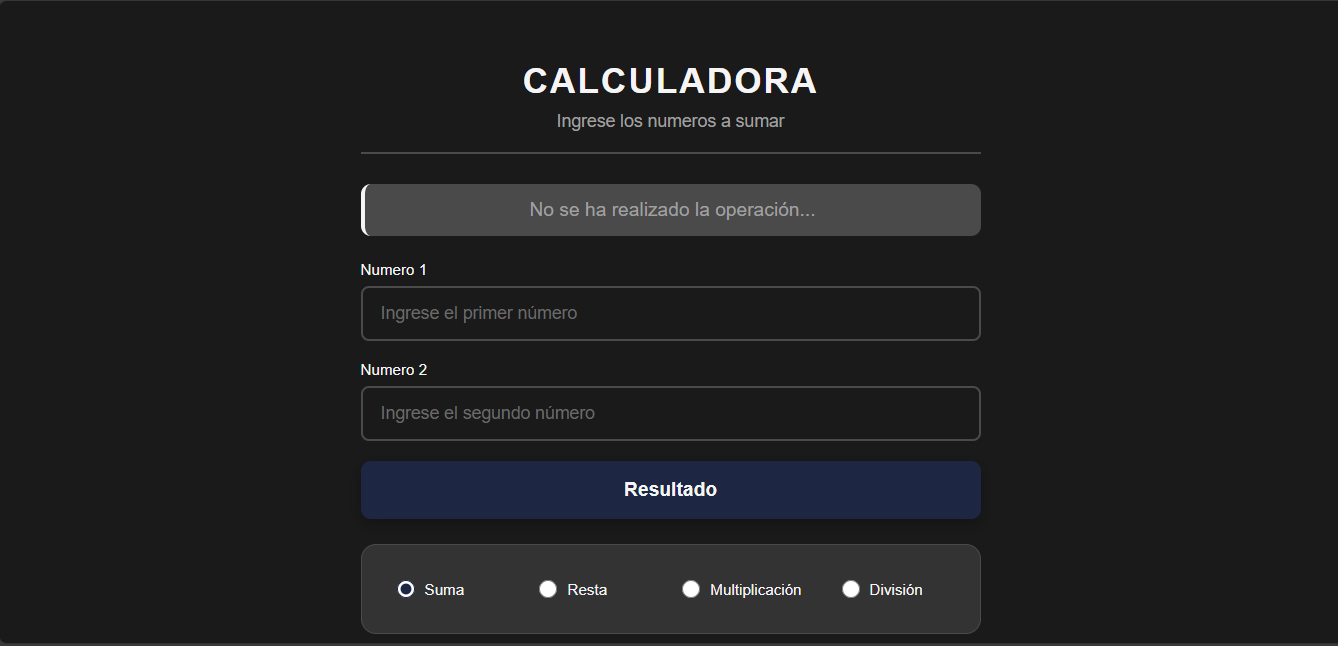 CALCULADORA
Ingrese los numeros a sumar
No se ha realizado la operación...
Numero 1
Ingrese el primer número
Numero 2
Ingrese el segundo número
Resultado
Suma Resta Multiplicación División